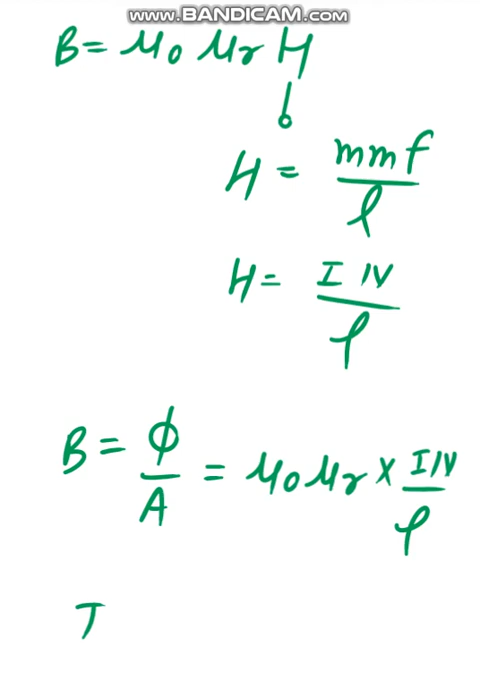 www.BANDICAM.com
B = μ₀ μr H
H = mmf / l
H = IN / l
B = Φ / A = μ₀ μr × IN / l
T